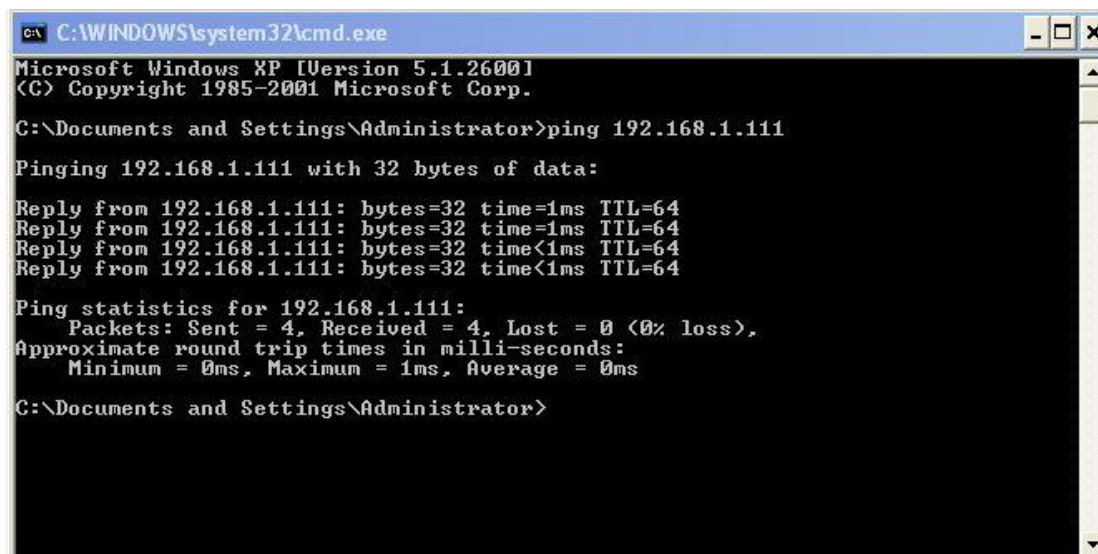 C:\WINDOWS\system32\cmd.exe
Microsoft Windows XP [Version 5.1.2600]
(C) Copyright 1985-2001 Microsoft Corp.
C:\Documents and Settings\Administrator>ping 192.168.1.111
Pinging 192.168.1.111 with 32 bytes of data:
Reply from 192.168.1.111: bytes=32 time=1ms TTL=64
Reply from 192.168.1.111: bytes=32 time=1ms TTL=64
Reply from 192.168.1.111: bytes=32 time<1ms TTL=64
Reply from 192.168.1.111: bytes=32 time<1ms TTL=64
Ping statistics for 192.168.1.111:
    Packets: Sent = 4, Received = 4, Lost = 0 (0% loss),
Approximate round trip times in milli-seconds:
    Minimum = 0ms, Maximum = 1ms, Average = 0ms
C:\Documents and Settings\Administrator>